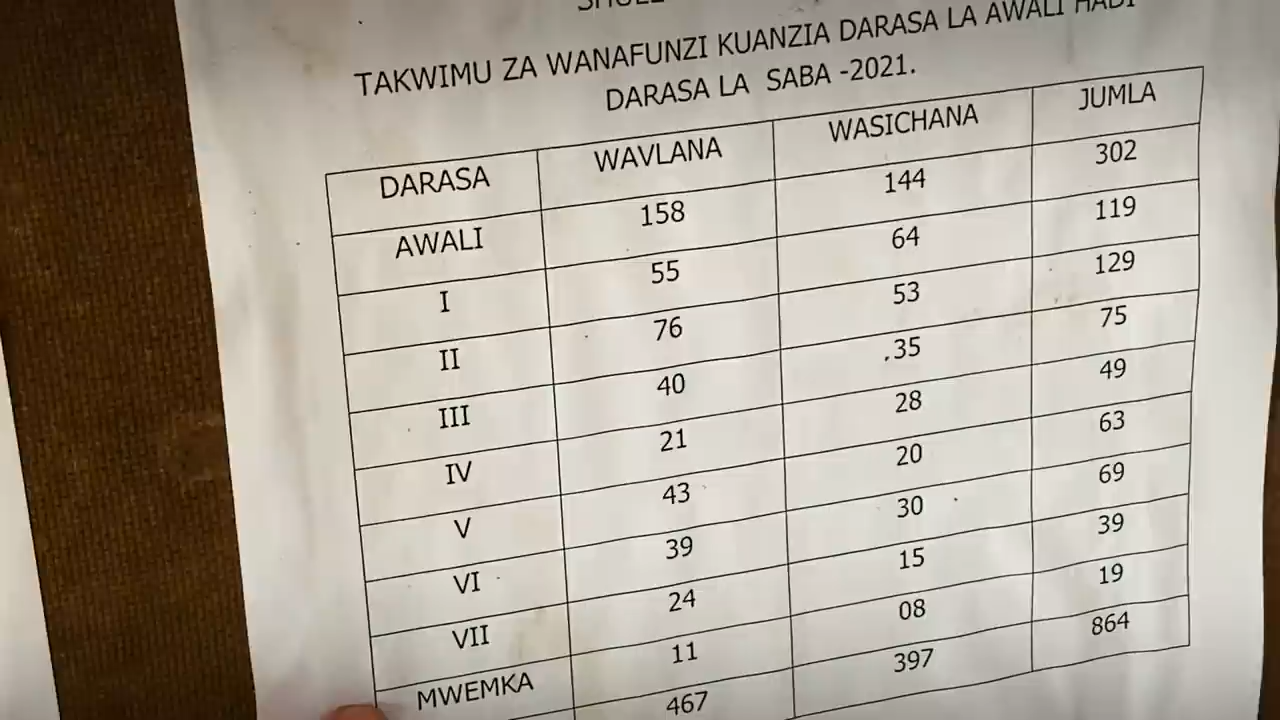 TAKWIMU ZA WANAFUNZI KUANZIA DARASA LA AWALI HADI
DARASA LA SABA -2021.
DARASA WAVLANA WASICHANA JUMLA
AWALI 158 144 302
I 55 64 119
II 76 53 129
III 40 35 75
IV 21 28 49
V 43 20 63
VI 39 30 69
VII 24 15 39
MWEMKA 11 08 19
467 397 864